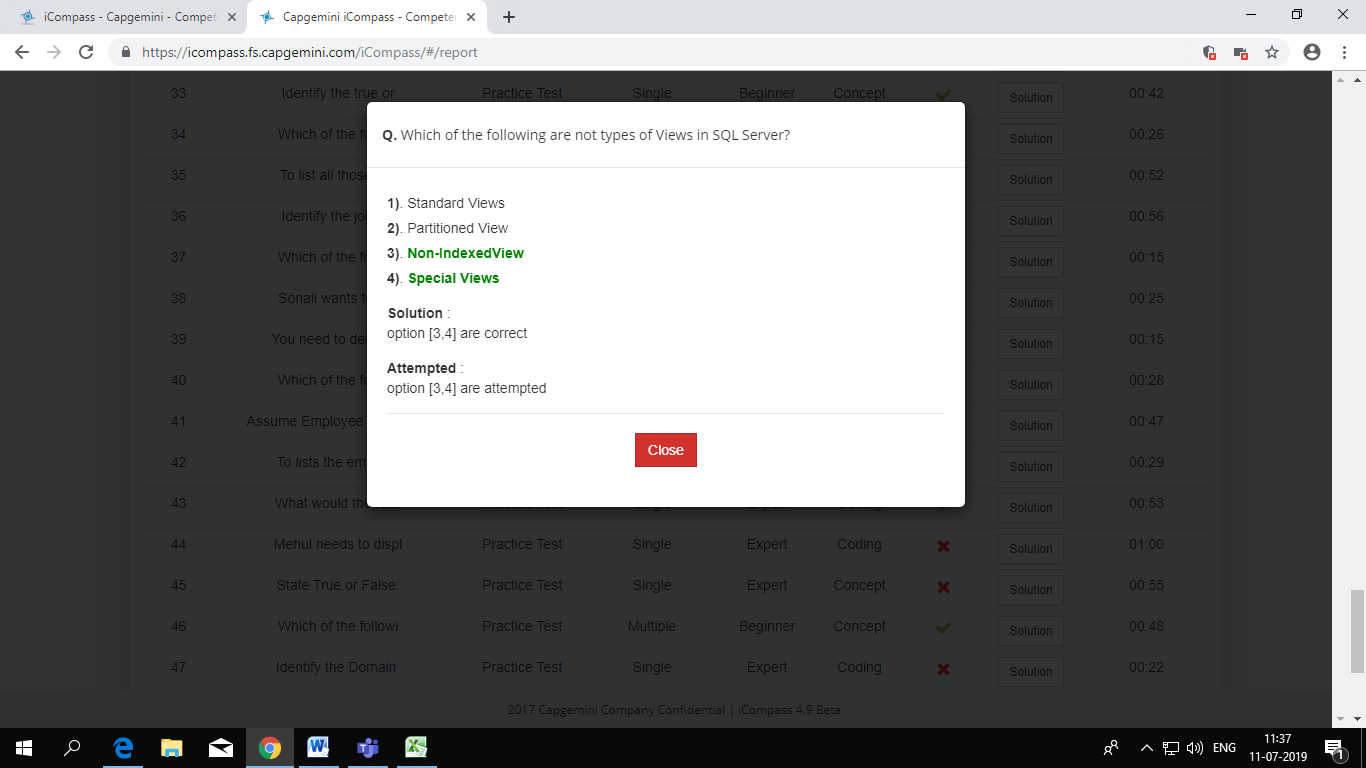 iCompass - Capgemini - Compet
Capgemini iCompass - Competen
https://icompass.fs.capgemini.com/iCompass/#/report
33 Identify the true or Practice Test Single Beginner Concept Solution 00:42
Q. Which of the following are not types of Views in SQL Server?
34 Which of the fo Solution 00:26
35 To list all thos Solution 00:52
1). Standard Views
36 Identify the jo Solution 00:56
2). Partitioned View
3). Non-IndexedView
37 Which of the fo Solution 00:15
4). Special Views
38 Sonali wants t Solution 00:25
Solution :
option [3,4] are correct
39 You need to de Solution 00:15
Attempted :
option [3,4] are attempted
40 Which of the fo Solution 00:28
41 Assume Employee Solution 00:47
Close
42 To lists the em Solution 00:29
43 What would th Solution 00:53
44 Mehul needs to displ Practice Test Single Expert Coding Solution 01:00
45 State True or False: Practice Test Single Expert Concept Solution 00:55
46 Which of the followi Practice Test Multiple Beginner Concept Solution 00:48
47 Identify the Domain Practice Test Single Expert Coding Solution 00:22
2017 Capgemini Company Confidential | iCompass 4.9 Beta
ENG
11:37
11-07-2019
1